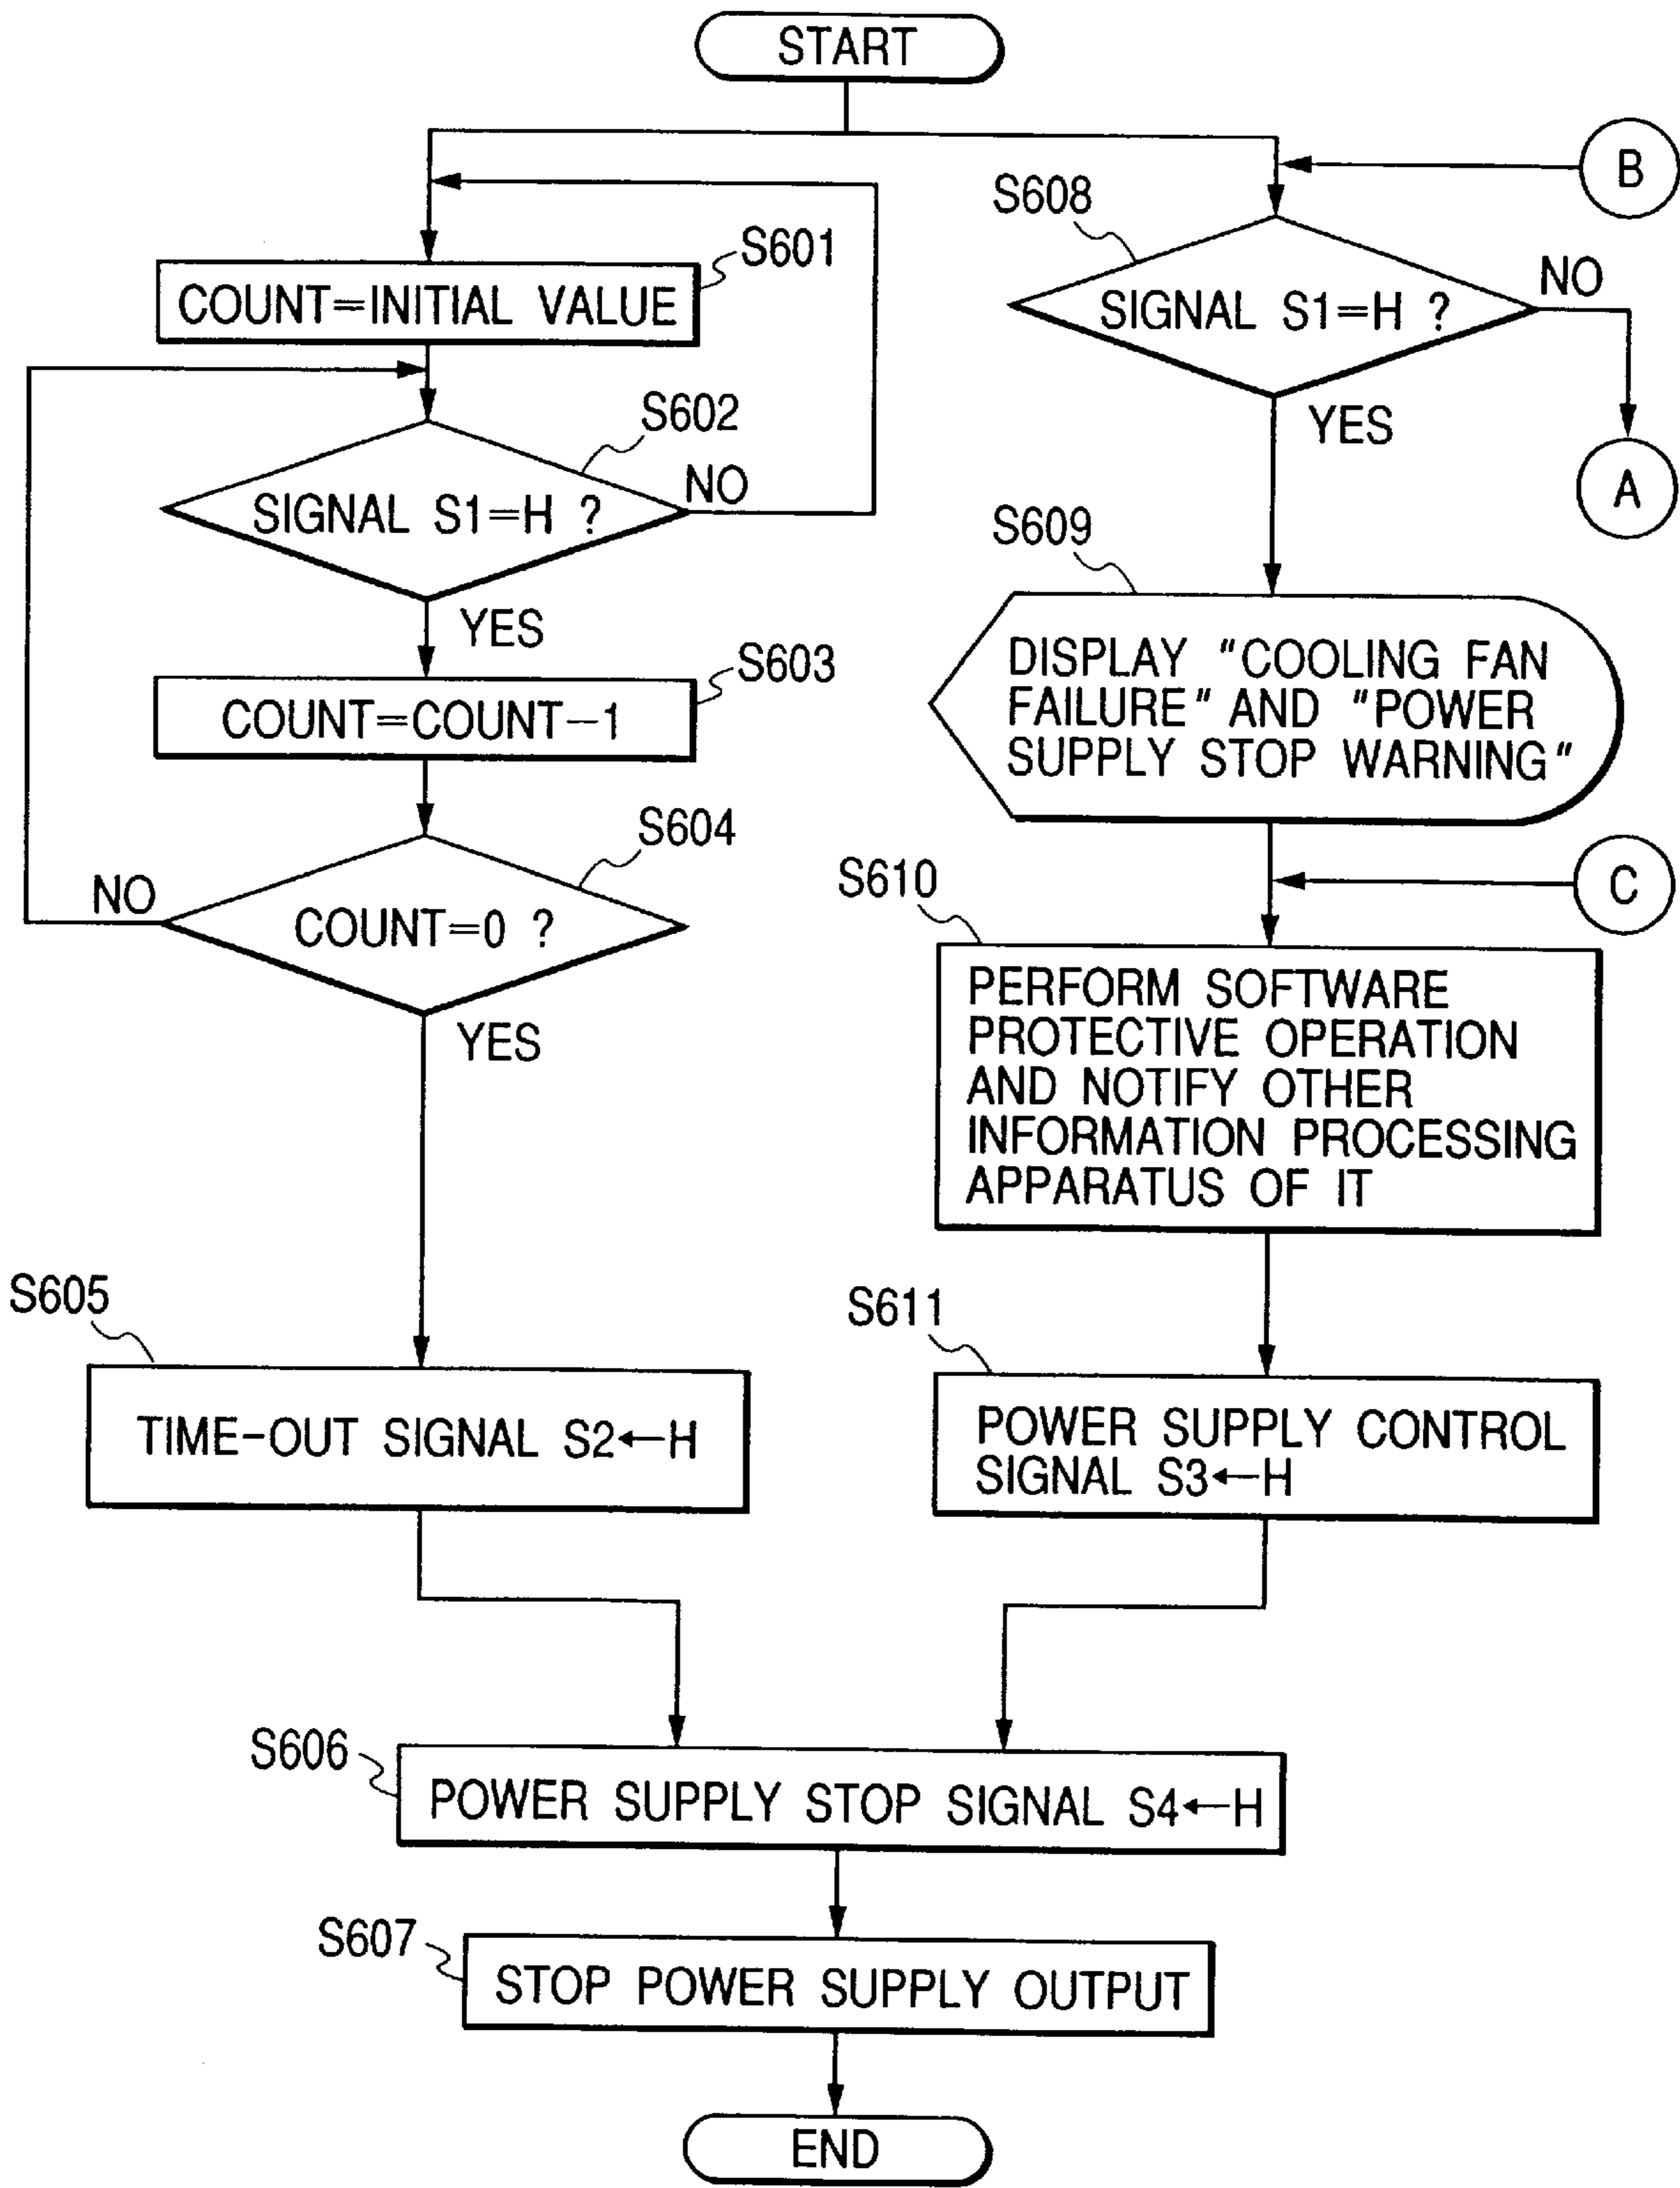 START
S601
COUNT=INITIAL VALUE
S602
SIGNAL S1=H ?
NO
YES
S603
COUNT=COUNT-1
S604
NO
COUNT=0 ?
YES
S605
TIME-OUT SIGNAL S2←H
B
S608
SIGNAL S1=H ?
NO
YES
A
S609
DISPLAY "COOLING FAN
FAILURE" AND "POWER
SUPPLY STOP WARNING"
C
S610
PERFORM SOFTWARE
PROTECTIVE OPERATION
AND NOTIFY OTHER
INFORMATION PROCESSING
APPARATUS OF IT
S611
POWER SUPPLY CONTROL
SIGNAL S3←H
S606
POWER SUPPLY STOP SIGNAL S4←H
S607
STOP POWER SUPPLY OUTPUT
END